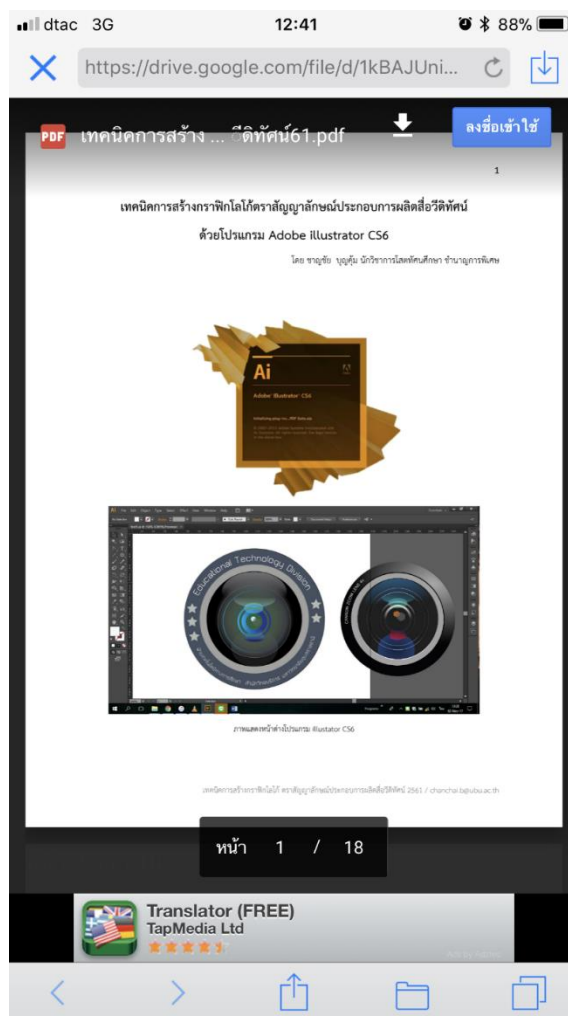 dtac 3G 12:41 88%
https://drive.google.com/file/d/1kBAJUni...
PDF เทคนิคการสร้าง ... ีดิทัศน์61.pdf ลงชื่อเข้าใช้
1
เทคนิคการสร้างกราฟิกโลโก้ตราสัญญาลักษณ์ประกอบการผลิตสื่อวีดิทัศน์
ด้วยโปรแกรม Adobe illustrator CS6
โดย ชาญชัย บุญคุ้ม นักวิชาการโสตทัศนศึกษา ชำนาญการพิเศษ
Ai
Adobe Illustrator CS6
Educational Technology Division
ภาพแสดงหน้าต่างโปรแกรม illustator CS6
เทคนิคการสร้างกราฟิกโลโก้ ตราสัญญาลักษณ์ประกอบการผลิตสื่อวีดิทัศน์ 2561 / chanchai.b@ubu.ac.th
หน้า 1 / 18
Translator (FREE)
TapMedia Ltd